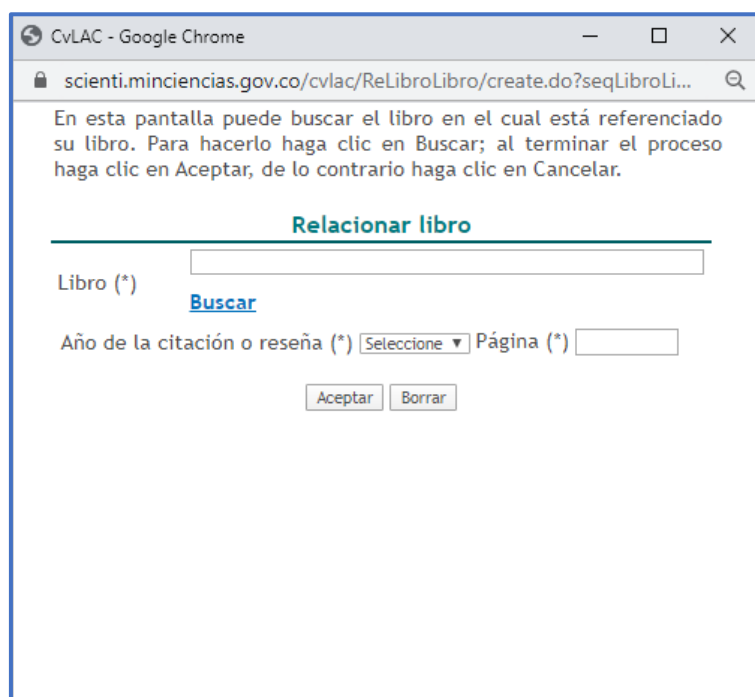 CvLAC - Google Chrome
scienti.minciencias.gov.co/cvlac/ReLibroLibro/create.do?seqLibroLi...
En esta pantalla puede buscar el libro en el cual está referenciado
su libro. Para hacerlo haga clic en Buscar; al terminar el proceso
haga clic en Aceptar, de lo contrario haga clic en Cancelar.
Relacionar libro
Libro (*)
Buscar
Año de la citación o reseña (*) Seleccione Página (*)
Aceptar Borrar